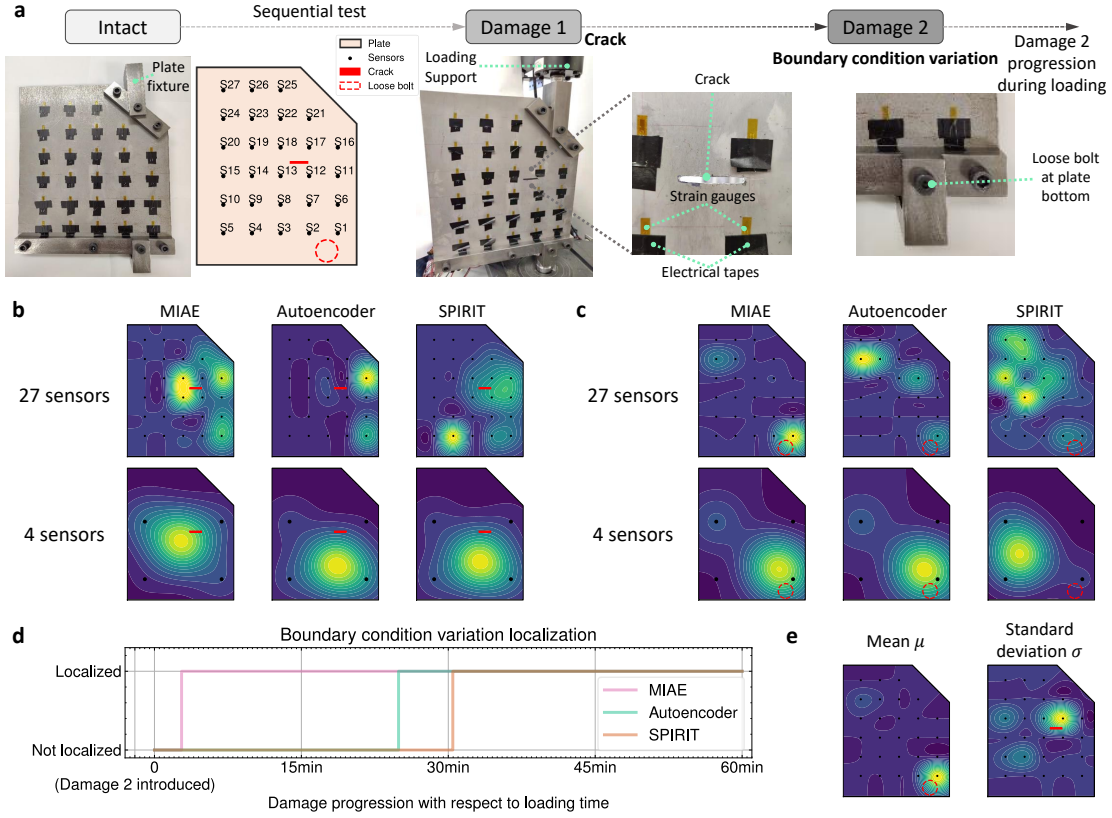 a
Intact
Sequential test
Damage 1
Crack
Damage 2
Boundary condition variation
Damage 2
progression
during loading
Plate
fixture
Plate
Sensors
Crack
Loose bolt
S27 S26 S25
S24 S23 S22 S21
S20 S19 S18 S17 S16
S15 S14 S13 S12 S11
S10 S9 S8 S7 S6
S5 S4 S3 S2 S1
Loading
Support
Crack
Strain gauges
Electrical tapes
Loose bolt
at plate
bottom
b
MIAE
Autoencoder
SPIRIT
27 sensors
4 sensors
c
MIAE
Autoencoder
SPIRIT
27 sensors
4 sensors
d
Boundary condition variation localization
Localized
Not localized
MIAE
Autoencoder
SPIRIT
0
15min
30min
45min
60min
(Damage 2 introduced)
Damage progression with respect to loading time
e
Mean μ
Standard
deviation σ